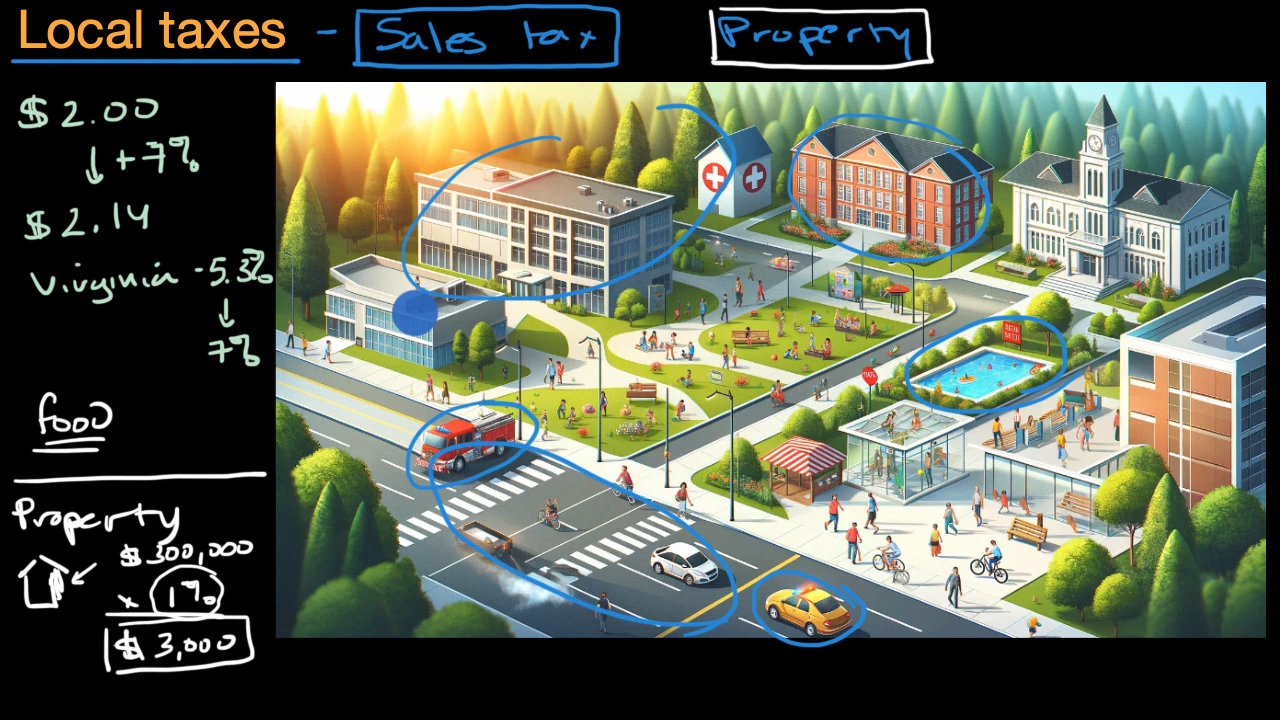 Local taxes - Sales tax Property
$2.00
↓ +7%
$2.14
Virginia - 5.3%
↓
7%
food
Property
$300,000
x 1%
$3,000